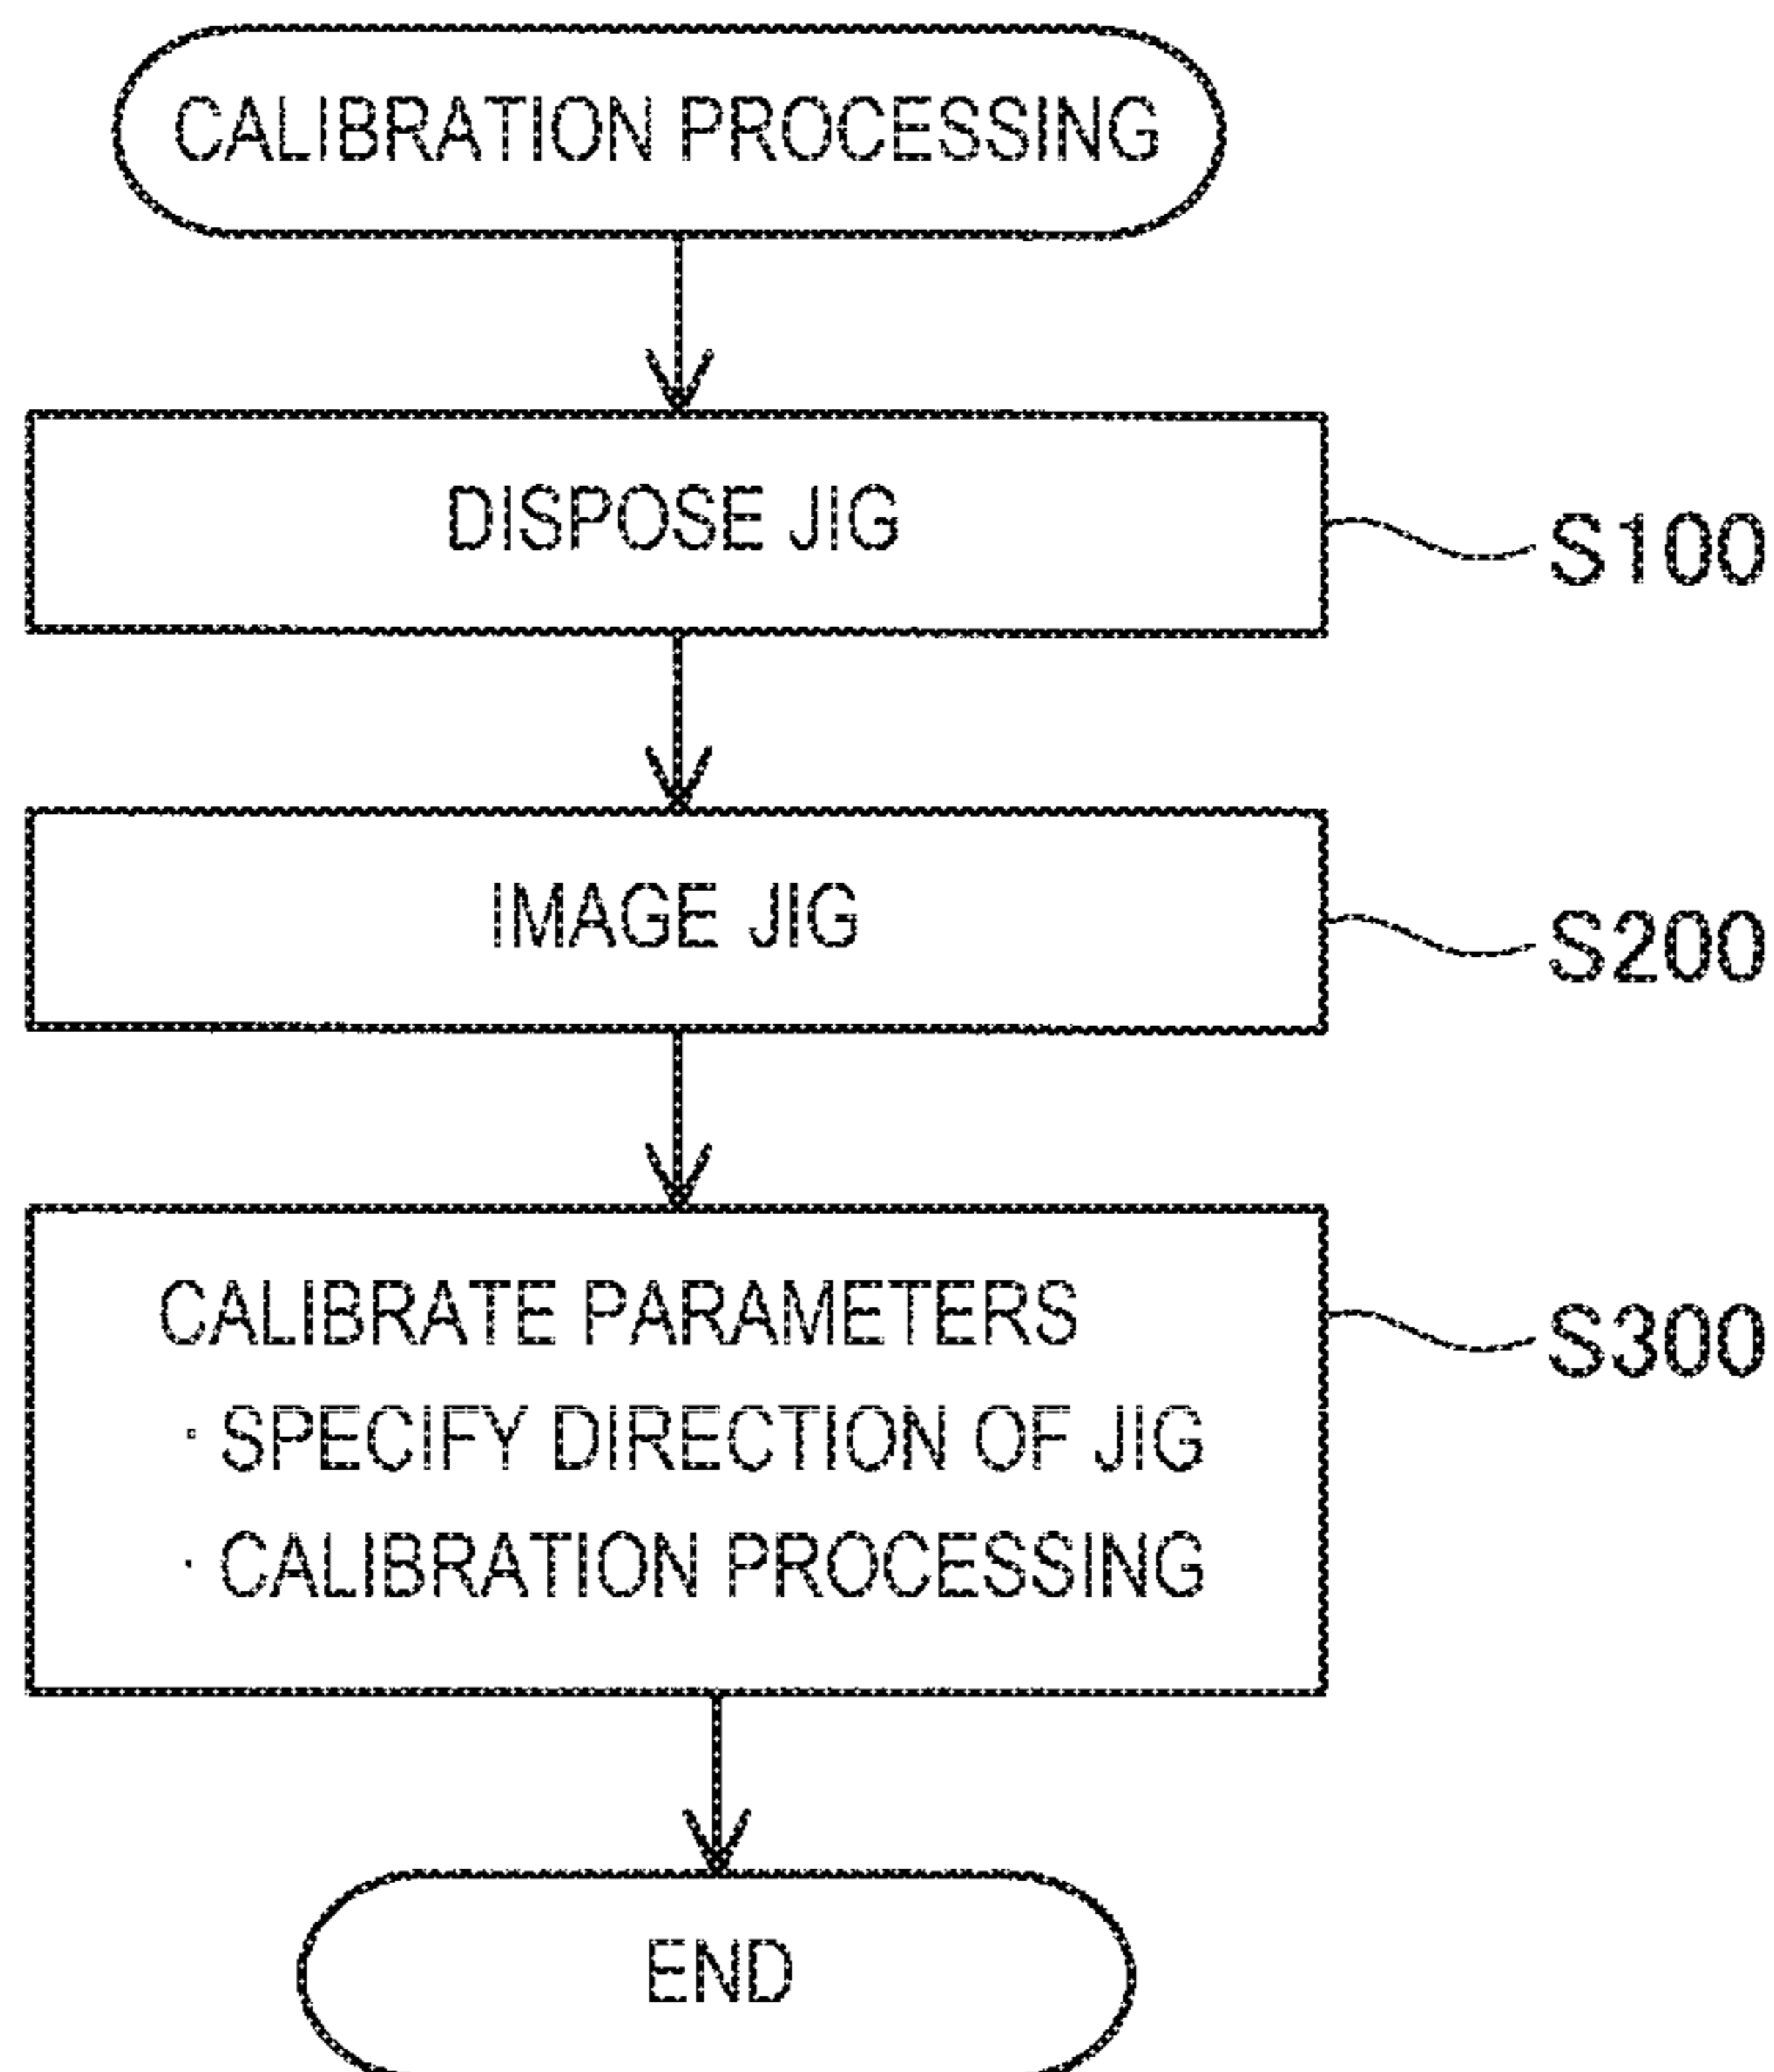 CALIBRATION PROCESSING
DISPOSE JIG
S100
IMAGE JIG
S200
CALIBRATE PARAMETERS
S300
· SPECIFY DIRECTION OF JIG
· CALIBRATION PROCESSING
END